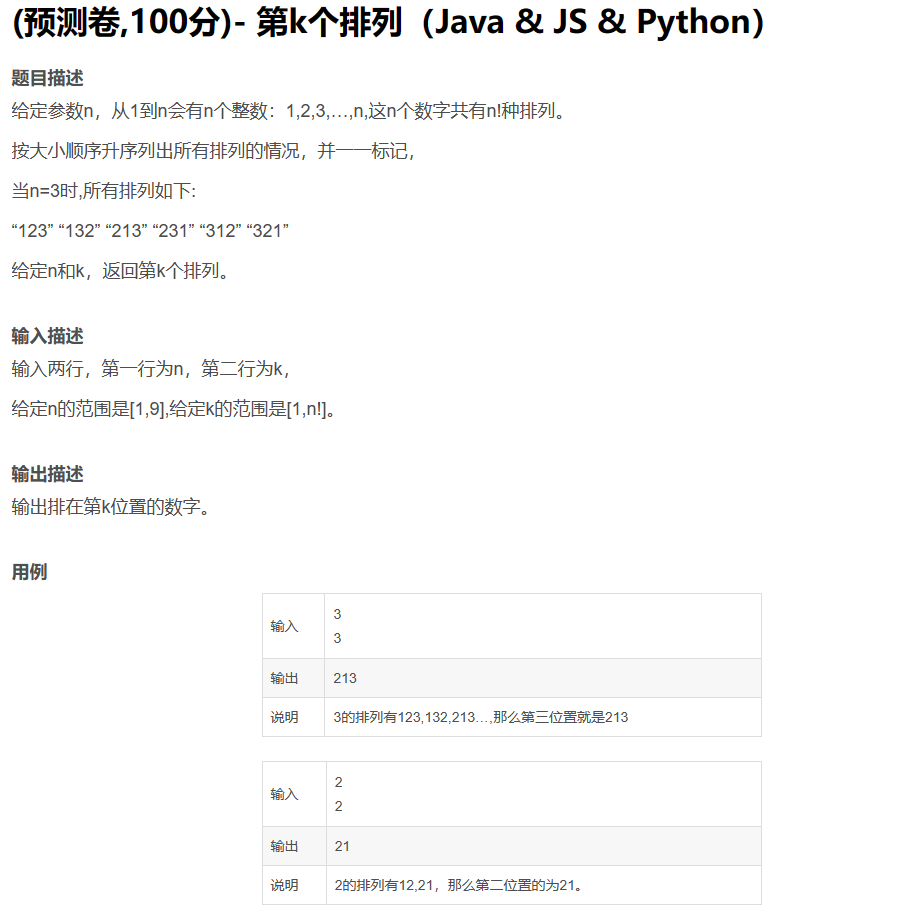 (预测卷,100分)- 第k个排列（Java & JS & Python）
题目描述
给定参数n，从1到n会有n个整数：1,2,3,…,n,这n个数字共有n!种排列。
按大小顺序升序列出所有排列的情况，并一一标记，
当n=3时,所有排列如下:
“123” “132” “213” “231” “312” “321”
给定n和k，返回第k个排列。
输入描述
输入两行，第一行为n，第二行为k，
给定n的范围是[1,9],给定k的范围是[1,n!]。
输出描述
输出排在第k位置的数字。
用例
输入
3
3
输出 213
说明 3的排列有123,132,213…,那么第三位置就是213
输入
2
2
输出 21
说明 2的排列有12,21，那么第二位置的为21。